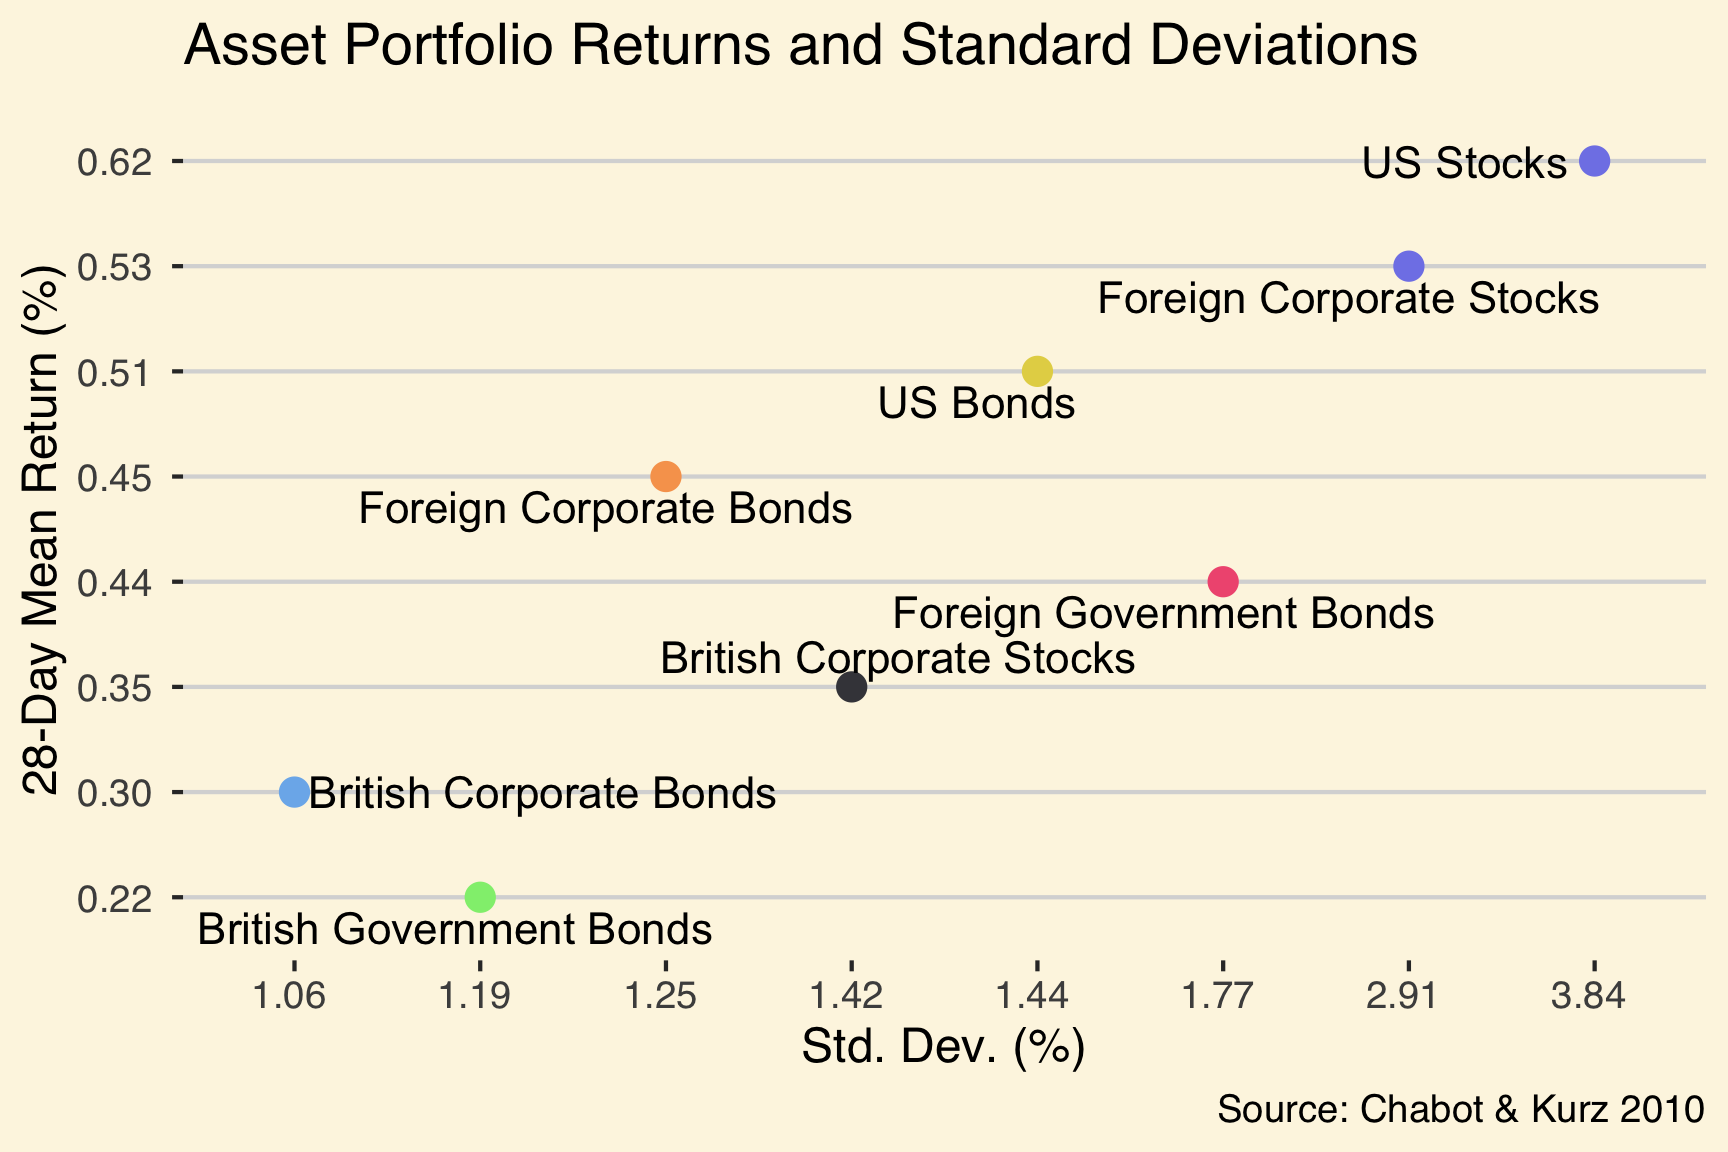 Asset Portfolio Returns and Standard Deviations
28-Day Mean Return (%)
0.62
US Stocks
0.53
Foreign Corporate Stocks
0.51
US Bonds
0.45
Foreign Corporate Bonds
0.44
Foreign Government Bonds
British Corporate Stocks
0.35
0.30
British Corporate Bonds
0.22
British Government Bonds
1.06 1.19 1.25 1.42 1.44 1.77 2.91 3.84
Std. Dev. (%)
Source: Chabot & Kurz 2010